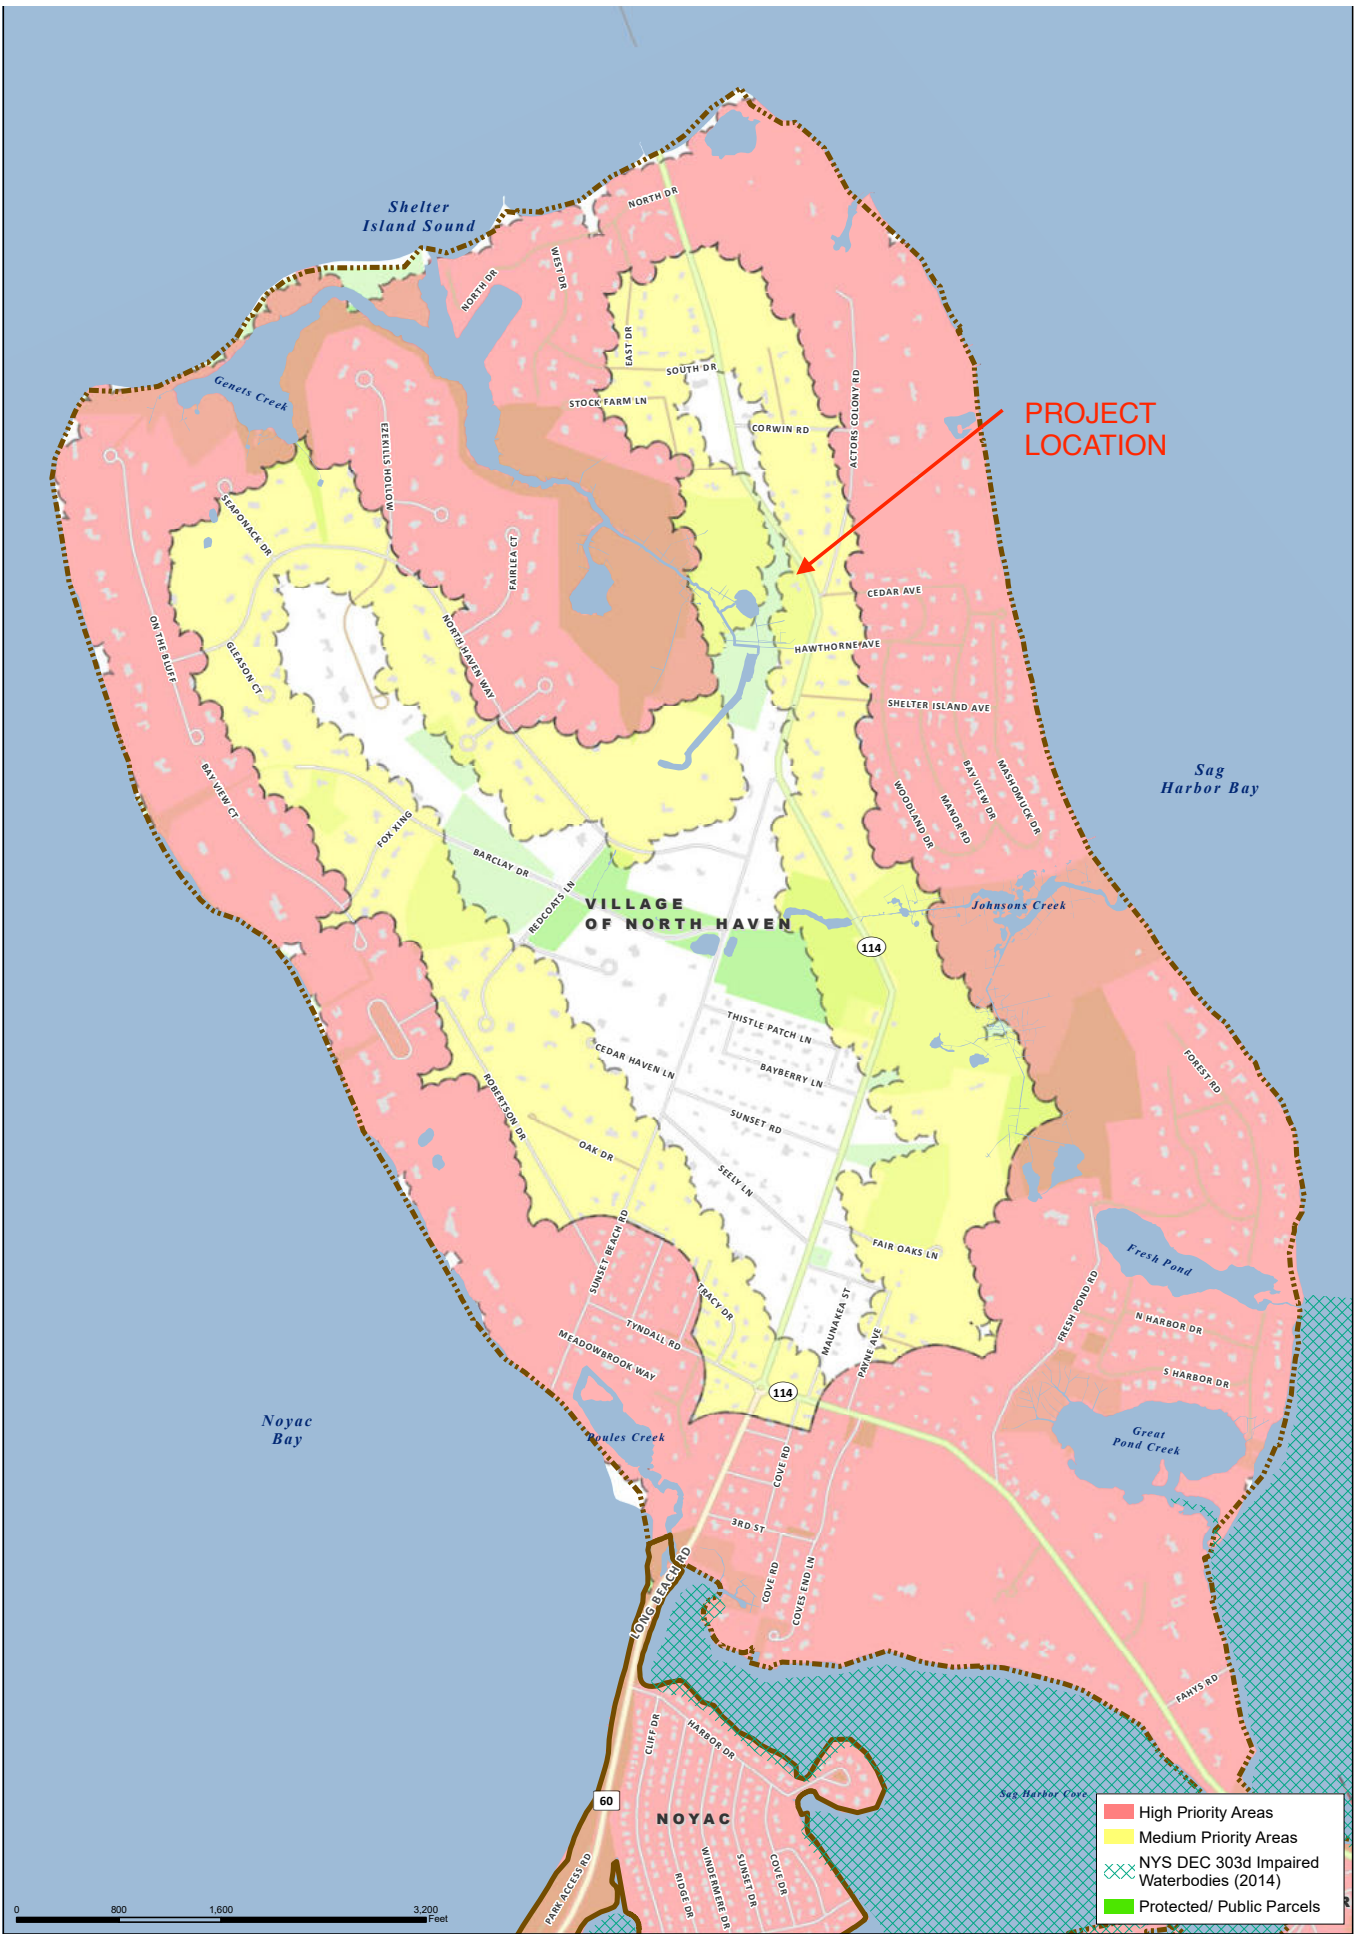 Shelter
Island Sound
NORTH DR
WEST DR
NORTH DR
EAST DR
SOUTH DR
STOCK FARM LN
CORWIN RD
ACTORS COLONY RD
PROJECT
LOCATION
Genets Creek
EZEKILLS HOLLOW
SEAPONACK DR
FAIRLEA CT
CEDAR AVE
HAWTHORNE AVE
ON THE BLUFF
GLEASON CT
NORTH HAVEN WAY
SHELTER ISLAND AVE
Sag
Harbor Bay
BAY VIEW CT
WOODLAND DR
MANOR RD
BAY VIEW DR
MASHOMUCK DR
FOX XING
BARCLAY DR
REDCOATS LN
VILLAGE
OF NORTH HAVEN
Johnsons Creek
114
THISTLE PATCH LN
CEDAR HAVEN LN
BAYBERRY LN
FOREST RD
ROBERTSON DR
SUNSET RD
OAK DR
SEELY LN
SUNSET BEACH RD
FAIR OAKS LN
Fresh Pond
FRESH POND RD
TRACY DR
MAUNAKEA ST
N HARBOR DR
TYNDALL RD
MEADOWBROOK WAY
PAYNE AVE
S HARBOR DR
114
Noyac
Bay
Poules Creek
Great
Pond Creek
COVE RD
3RD ST
COVE RD
COVES END LN
LONG BEACH RD
FAHYS RD
CLIFF DR
HARBOR DR
60
NOYAC
Sag Harbor Cove
PARK ACCESS RD
RIDGE DR
WINDERMERE DR
SUNSET DR
COVE DR
High Priority Areas
Medium Priority Areas
NYS DEC 303d Impaired
Waterbodies (2014)
Protected/ Public Parcels
0 800 1,600 3,200
Feet